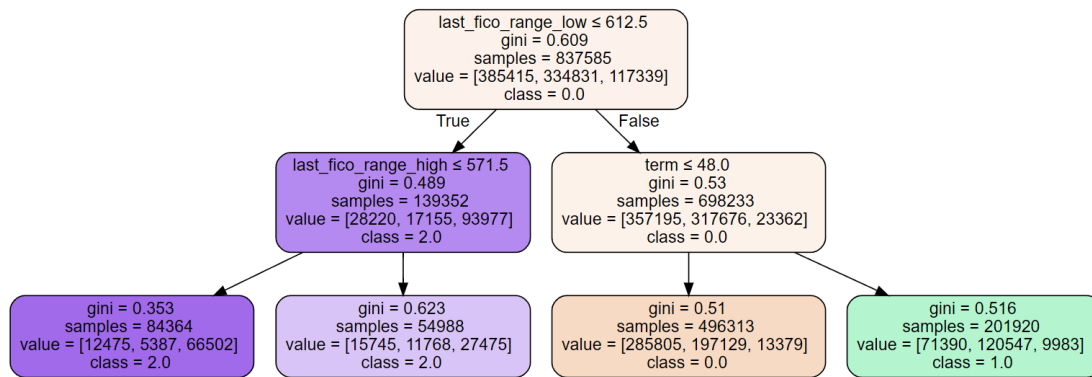 last_fico_range_low ≤ 612.5
gini = 0.609
samples = 837585
value = [385415, 334831, 117339]
class = 0.0
True
False
last_fico_range_high ≤ 571.5
gini = 0.489
samples = 139352
value = [28220, 17155, 93977]
class = 2.0
term ≤ 48.0
gini = 0.53
samples = 698233
value = [357195, 317676, 23362]
class = 0.0
gini = 0.353
samples = 84364
value = [12475, 5387, 66502]
class = 2.0
gini = 0.623
samples = 54988
value = [15745, 11768, 27475]
class = 2.0
gini = 0.51
samples = 496313
value = [285805, 197129, 13379]
class = 0.0
gini = 0.516
samples = 201920
value = [71390, 120547, 9983]
class = 1.0